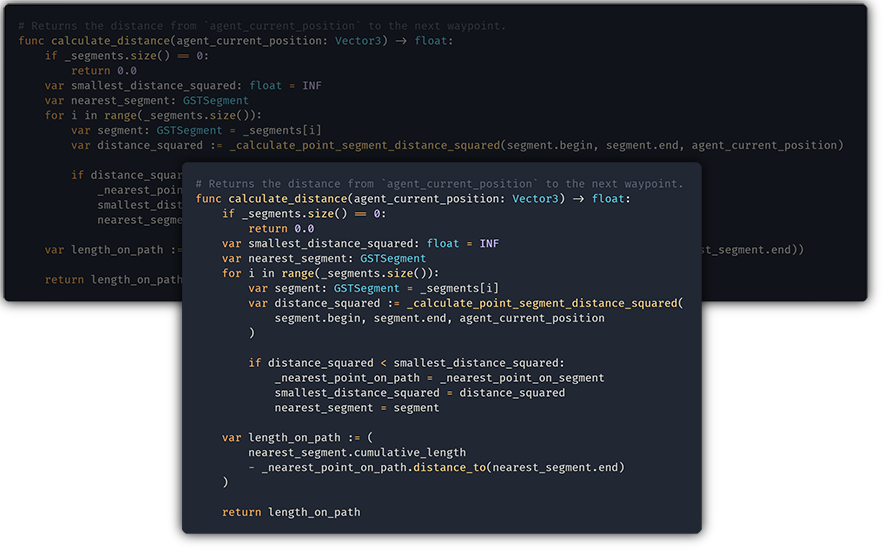 # Returns the distance from `agent_current_position` to the next waypoint.
func calculate_distance(agent_current_position: Vector3) -> float:
    if _segments.size() == 0:
        return 0.0
    var smallest_distance_squared: float = INF
    var nearest_segment: GSTSegment
    for i in range(_segments.size()):
        var segment: GSTSegment = _segments[i]
        var distance_squared := _calculate_point_segment_distance_squared(segment.begin, segment.end, agent_current_position)
        if distance_squar
            _nearest_poin
            smallest_dist
            nearest_segme
    var length_on_path := st_segment.end))
    return length_on_path
# Returns the distance from `agent_current_position` to the next waypoint.
func calculate_distance(agent_current_position: Vector3) -> float:
    if _segments.size() == 0:
        return 0.0
    var smallest_distance_squared: float = INF
    var nearest_segment: GSTSegment
    for i in range(_segments.size()):
        var segment: GSTSegment = _segments[i]
        var distance_squared := _calculate_point_segment_distance_squared(
            segment.begin, segment.end, agent_current_position
        )
        if distance_squared < smallest_distance_squared:
            _nearest_point_on_path = _nearest_point_on_segment
            smallest_distance_squared = distance_squared
            nearest_segment = segment
    var length_on_path := (
        nearest_segment.cumulative_length
        - _nearest_point_on_path.distance_to(nearest_segment.end)
    )
    return length_on_path